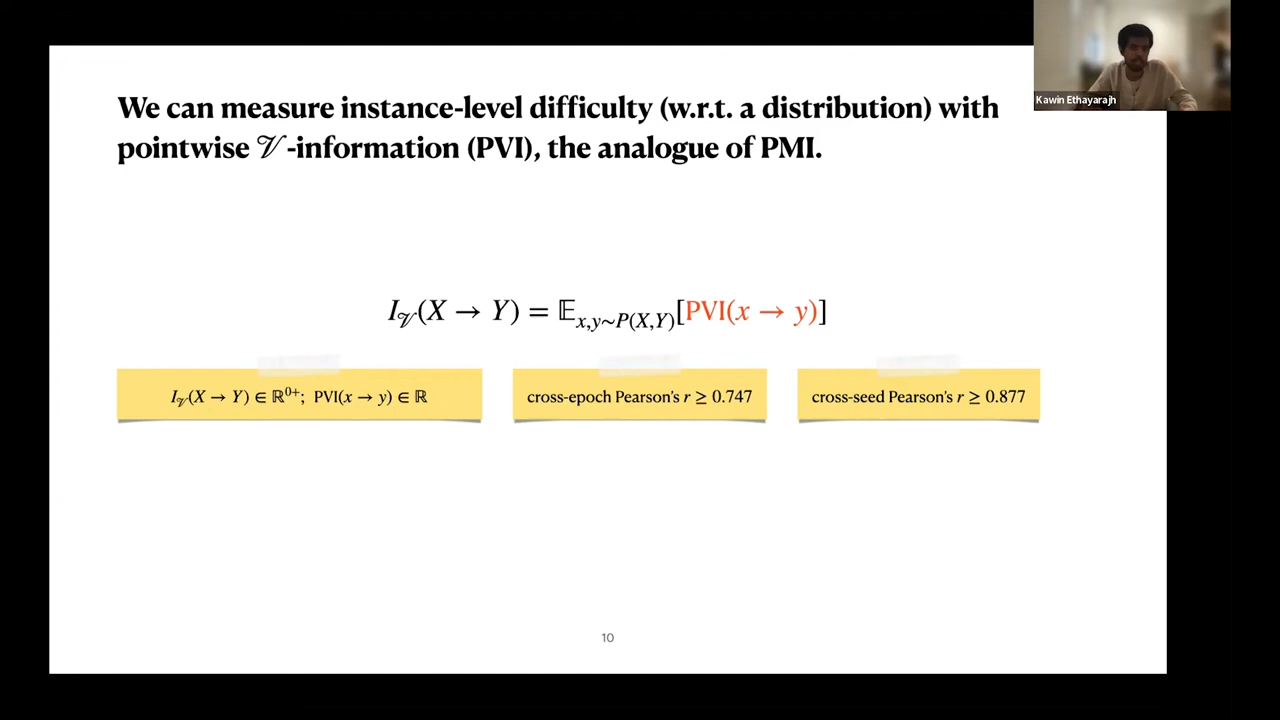 We can measure instance-level difficulty (w.r.t. a distribution) with
pointwise 𝒱-information (PVI), the analogue of PMI.
Kawin Ethayarajh
I_𝒱(X → Y) = 𝔼_{x,y∼P(X,Y)}[PVI(x → y)]
I_𝒱(X → Y) ∈ ℝ^{0+}; PVI(x → y) ∈ ℝ
cross-epoch Pearson's r ≥ 0.747
cross-seed Pearson's r ≥ 0.877
10